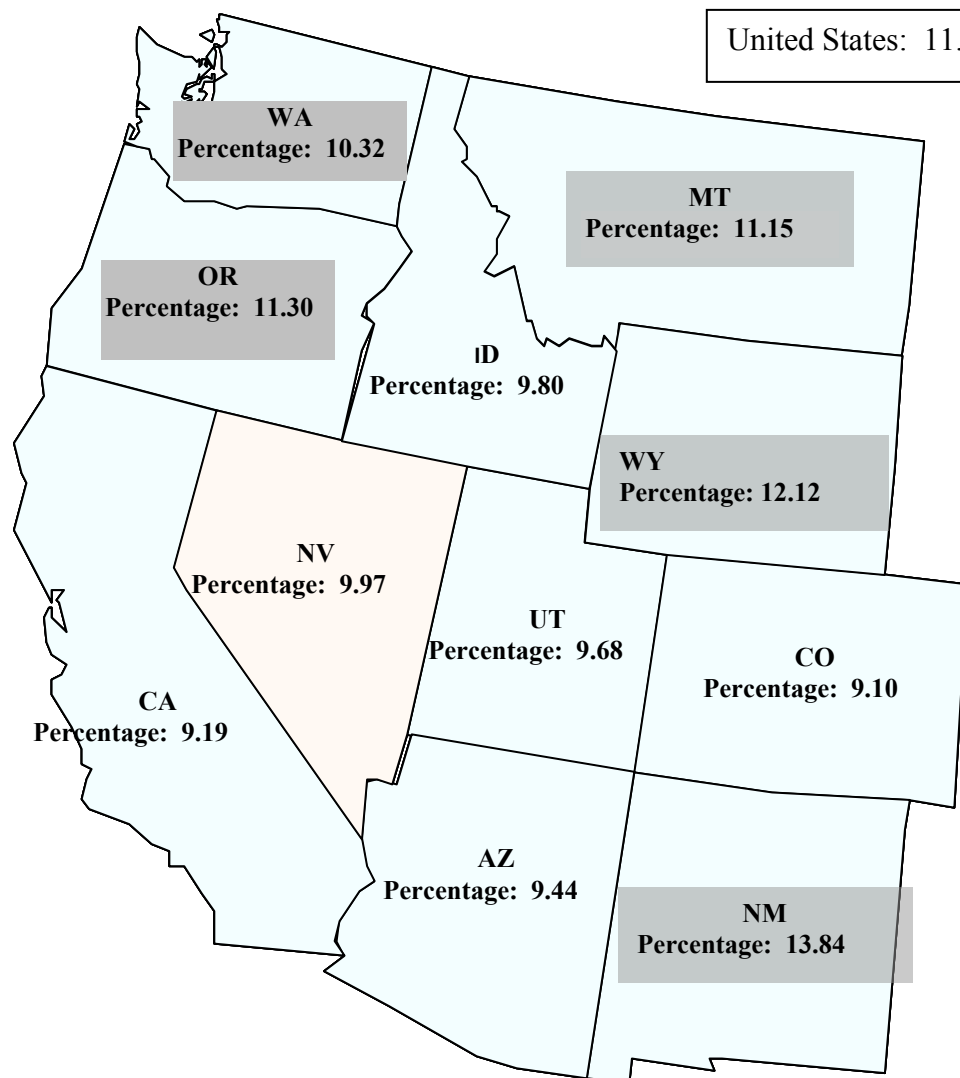 United States: 11.
WA
Percentage: 10.32
MT
Percentage: 11.15
OR
Percentage: 11.30
ID
Percentage: 9.80
WY
Percentage: 12.12
NV
Percentage: 9.97
UT
Percentage: 9.68
CO
Percentage: 9.10
CA
Percentage: 9.19
AZ
Percentage: 9.44
NM
Percentage: 13.84